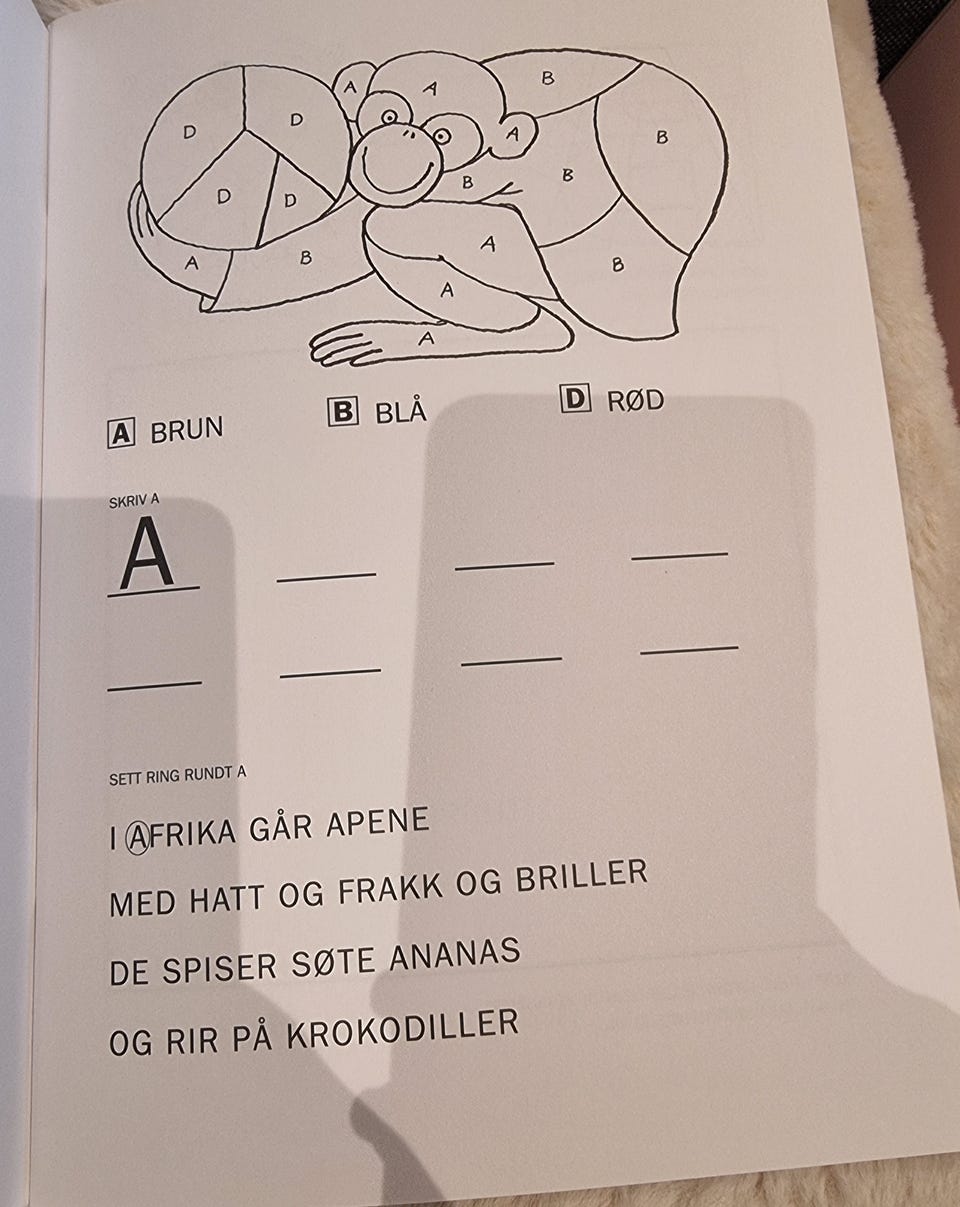 A
A
B
D
D
A
B
B
B
D
D
A
B
A
B
A
A
A BRUN
B BLÅ
D RØD
SKRIV A
A
SETT RING RUNDT A
I AFRIKA GÅR APENE
MED HATT OG FRAKK OG BRILLER
DE SPISER SØTE ANANAS
OG RIR PÅ KROKODILLER